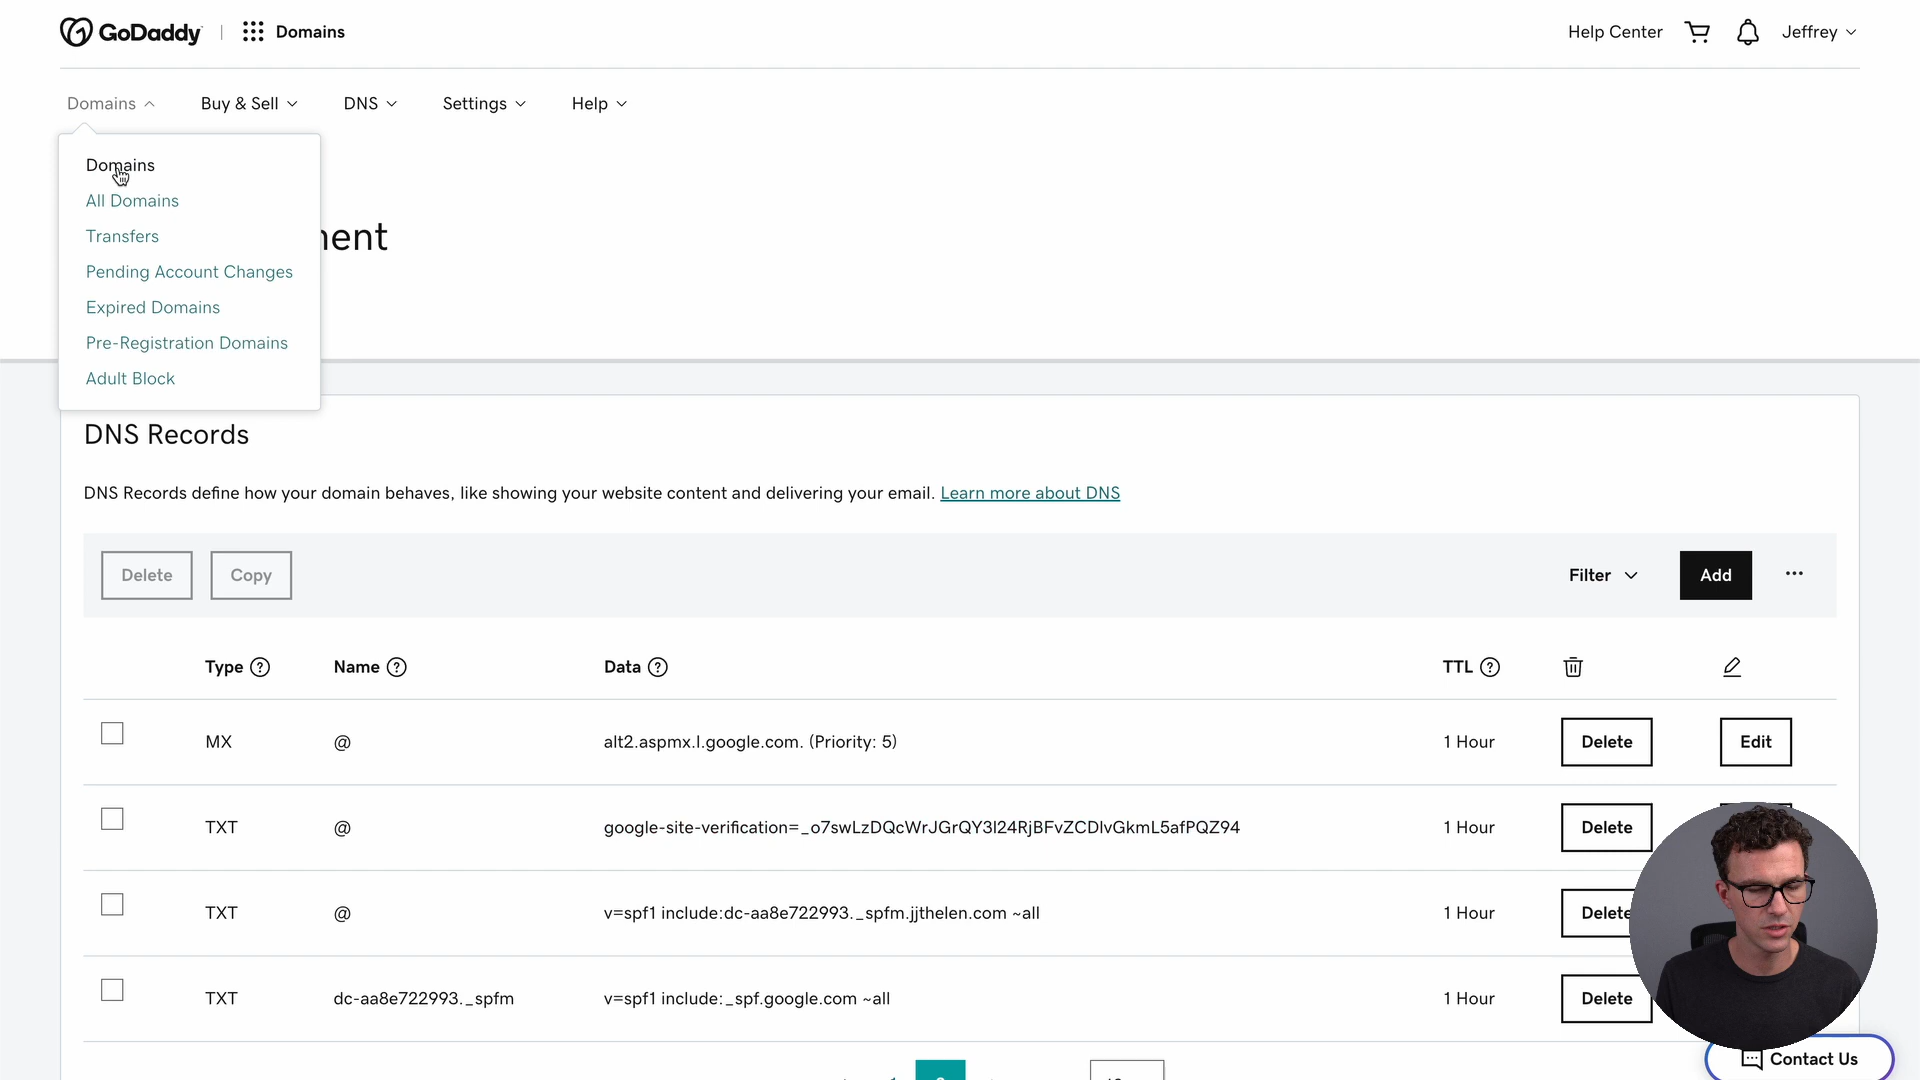 GoDaddy
Domains
Help Center
Jeffrey
Domains
Buy & Sell
DNS
Settings
Help
Domains
All Domains
Transfers
Pending Account Changes
Expired Domains
Pre-Registration Domains
Adult Block
DNS Records
DNS Records define how your domain behaves, like showing your website content and delivering your email. Learn more about DNS
Delete Copy Filter Add ...
Type ? Name ? Data ? TTL ?
MX @ alt2.aspmx.l.google.com. (Priority: 5) 1 Hour Delete Edit
TXT @ google-site-verification=_o7swLzDQcWrJGrQY3l24RjBFvZCDlvGkmL5afPQZ94 1 Hour Delete
TXT @ v=spf1 include:dc-aa8e722993._spfm.jjthelen.com ~all 1 Hour Delete
TXT dc-aa8e722993._spfm v=spf1 include:_spf.google.com ~all 1 Hour Delete
Contact Us